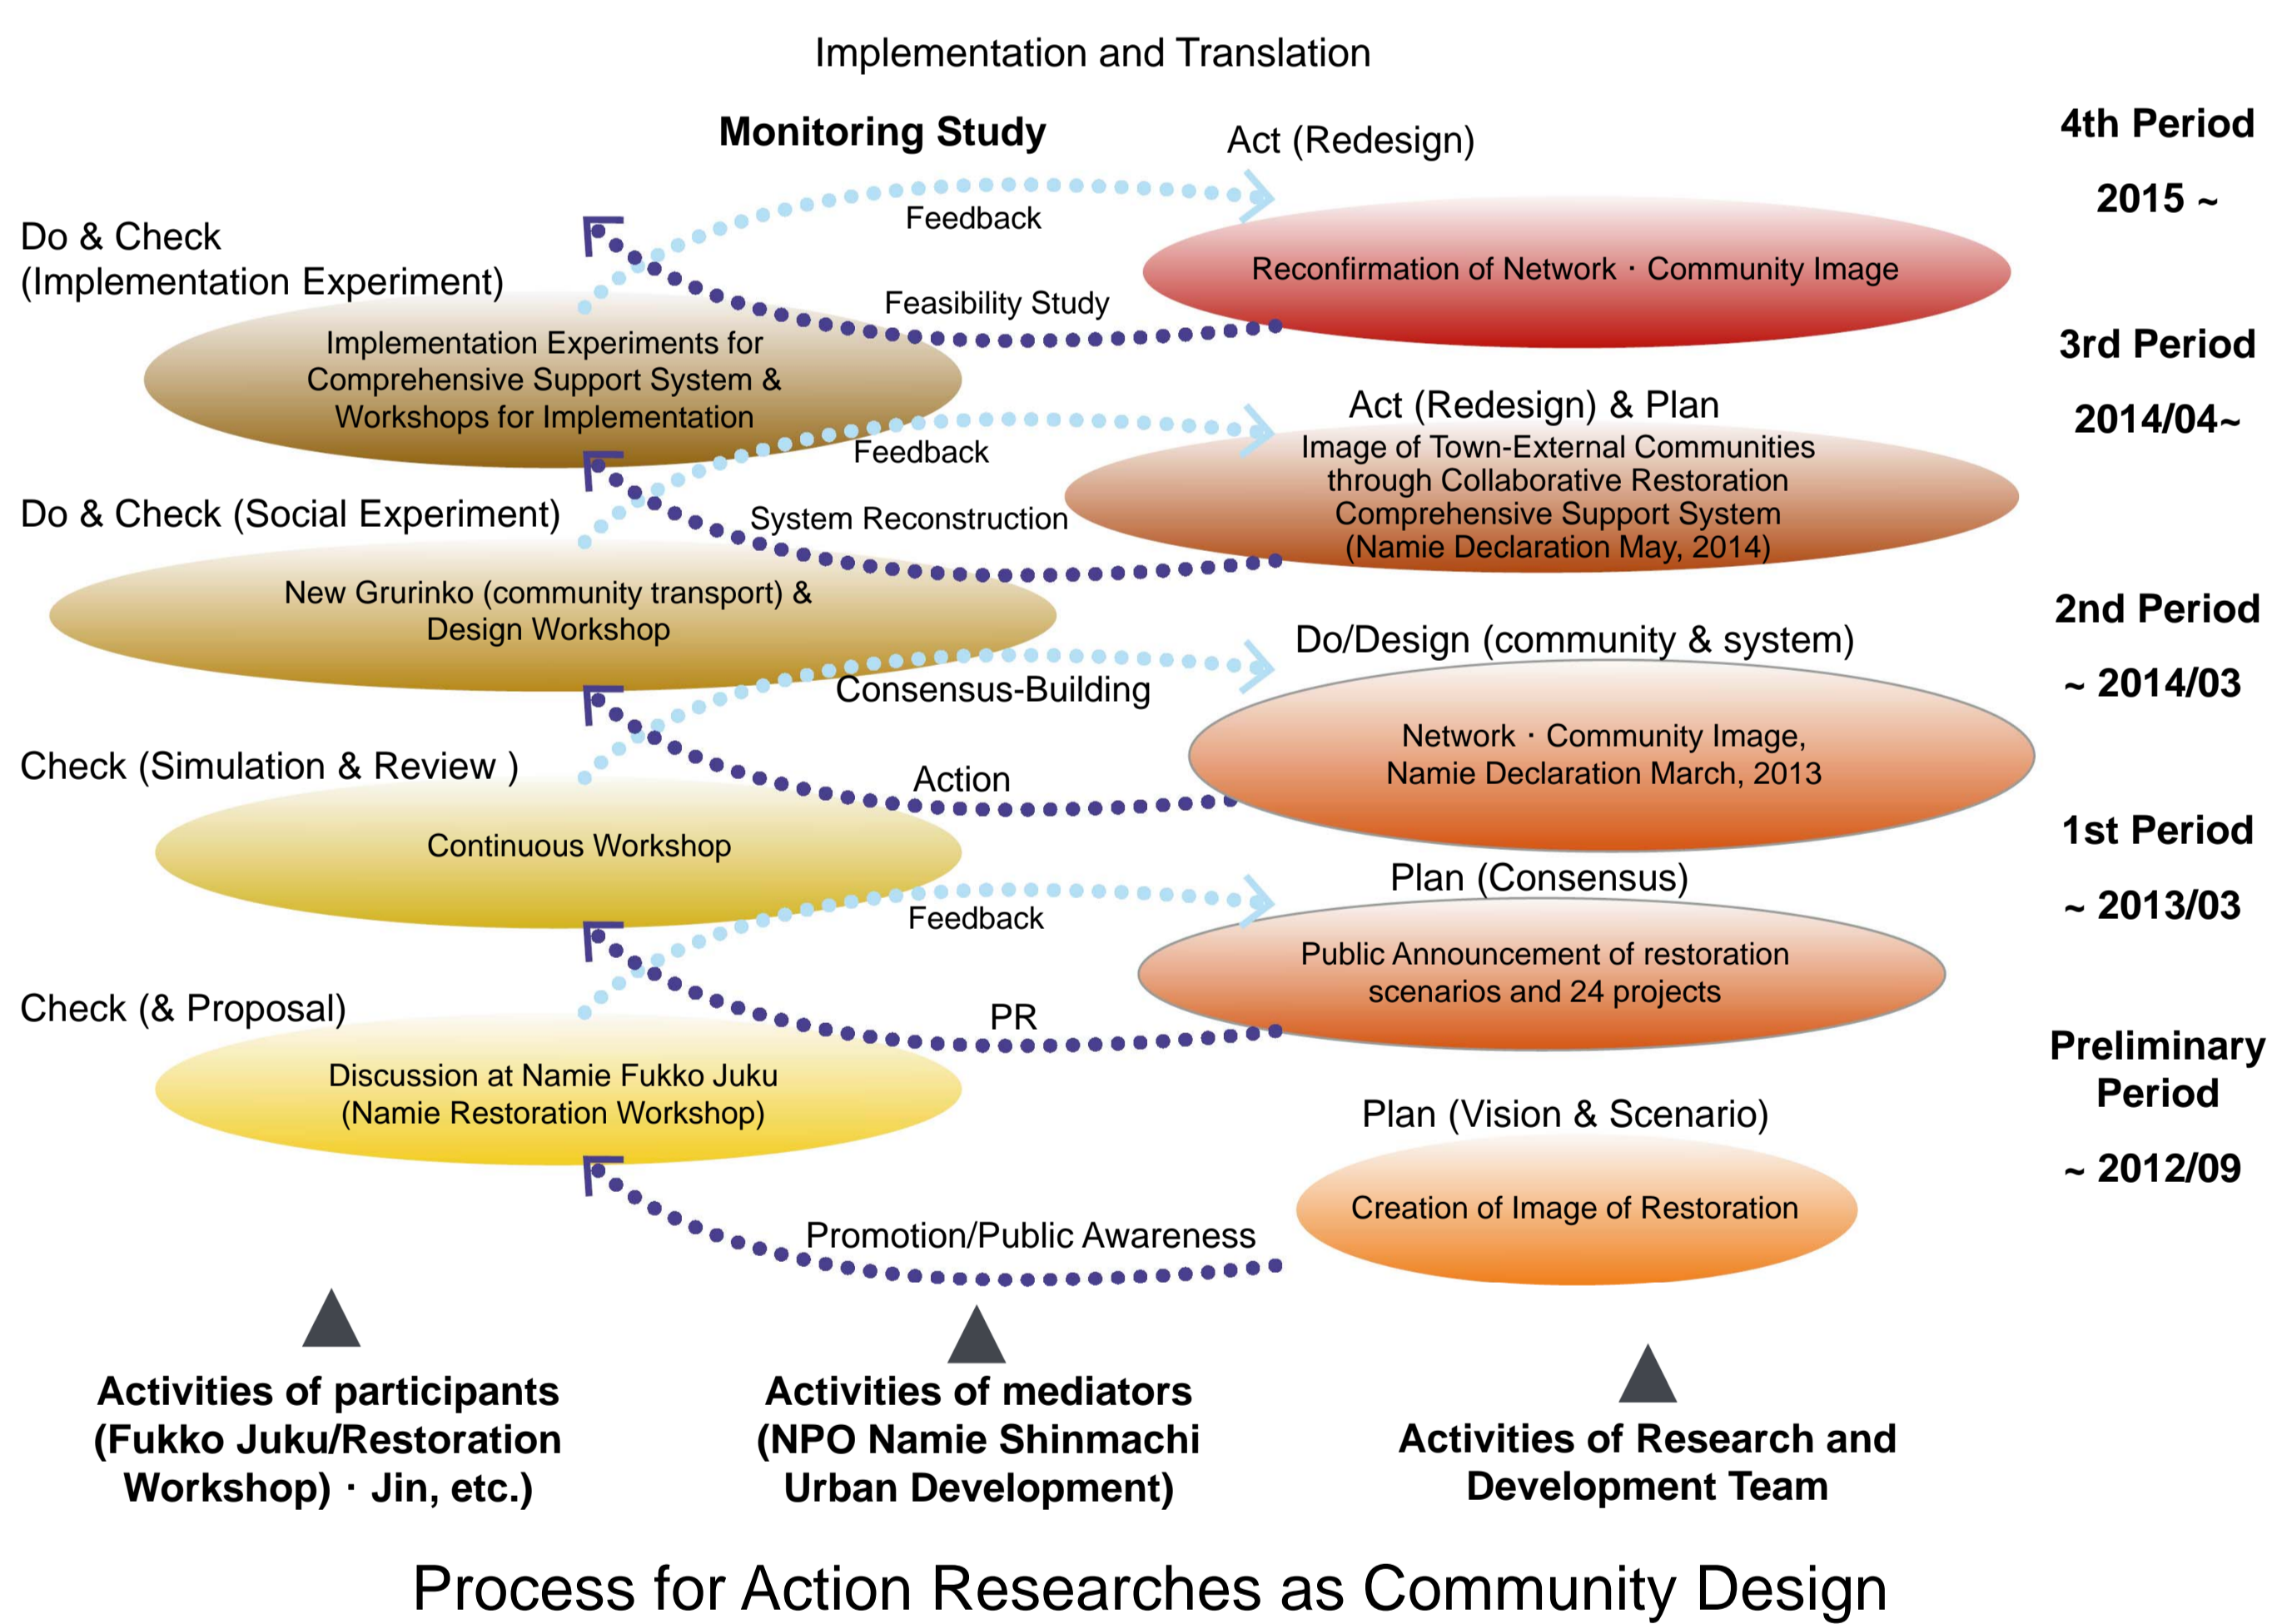 Implementation and Translation
Monitoring Study
Act (Redesign)
4th Period
2015 ~
Feedback
Do & Check
(Implementation Experiment)
Reconfirmation of Network・Community Image
Feasibility Study
Implementation Experiments for
Comprehensive Support System &
Workshops for Implementation
3rd Period
2014/04~
Act (Redesign) & Plan
Feedback
Image of Town-External Communities
through Collaborative Restoration
Comprehensive Support System
(Namie Declaration May, 2014)
Do & Check (Social Experiment)
System Reconstruction
New Grurinko (community transport) &
Design Workshop
2nd Period
~ 2014/03
Do/Design (community & system)
Consensus-Building
Network・Community Image,
Namie Declaration March, 2013
Check (Simulation & Review )
Action
Continuous Workshop
1st Period
~ 2013/03
Plan (Consensus)
Feedback
Public Announcement of restoration
scenarios and 24 projects
Check (& Proposal)
PR
Discussion at Namie Fukko Juku
(Namie Restoration Workshop)
Preliminary
Period
~ 2012/09
Plan (Vision & Scenario)
Creation of Image of Restoration
Promotion/Public Awareness
Activities of participants
(Fukko Juku/Restoration
Workshop)・Jin, etc.)
Activities of mediators
(NPO Namie Shinmachi
Urban Development)
Activities of Research and
Development Team
Process for Action Researches as Community Design